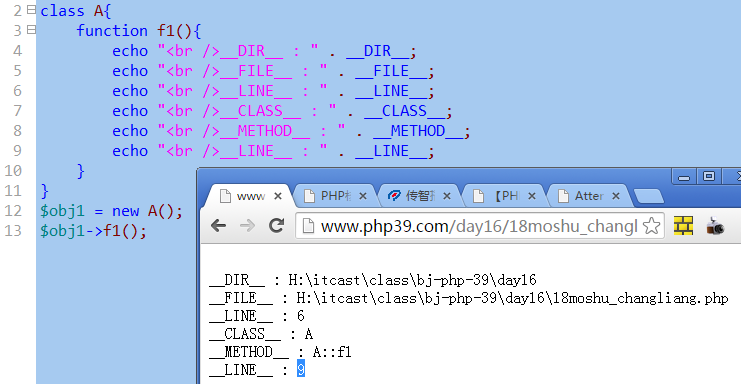 2 class A{
3 function f1(){
4 echo "<br />__DIR__ : " . __DIR__;
5 echo "<br />__FILE__ : " . __FILE__;
6 echo "<br />__LINE__ : " . __LINE__;
7 echo "<br />__CLASS__ : " . __CLASS__;
8 echo "<br />__METHOD__ : " . __METHOD__;
9 echo "<br />__LINE__ : " . __LINE__;
10 }
11 }
12 $obj1 = new A();
13 $obj1->f1();
www
PHP
传智
【PH
Atter
www.php39.com/day16/18moshu_changl
__DIR__ : H:\itcast\class\bj-php-39\day16
__FILE__ : H:\itcast\class\bj-php-39\day16\18moshu_changliang.php
__LINE__ : 6
__CLASS__ : A
__METHOD__ : A::f1
__LINE__ : 9